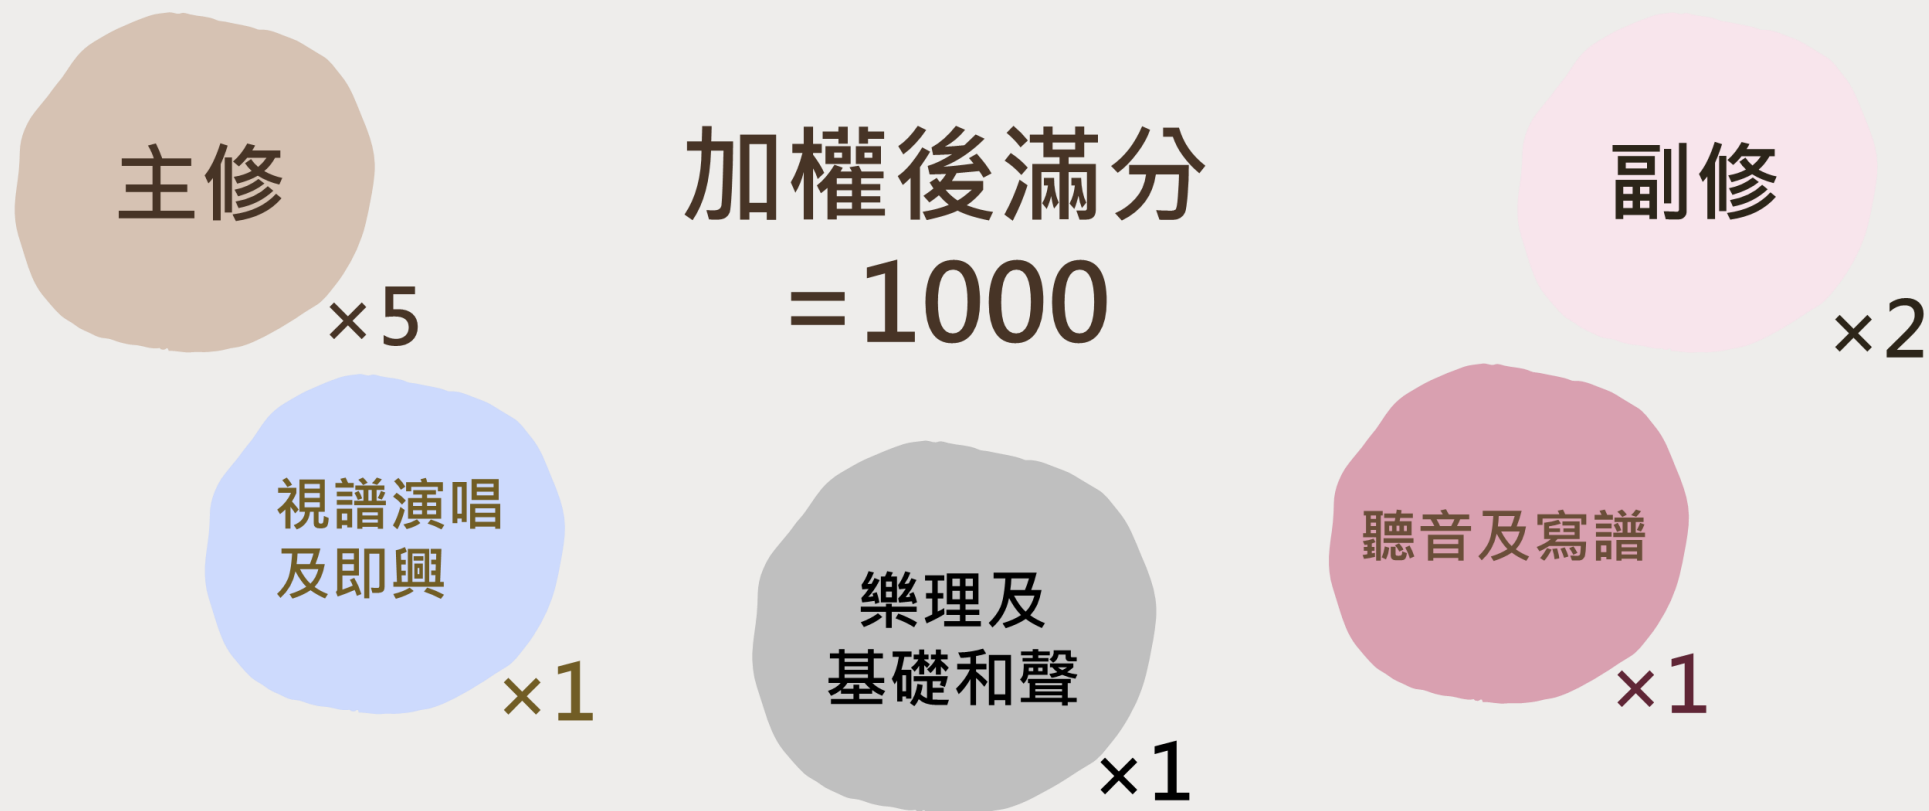 主修
×5
加權後滿分
=1000
副修
×2
視譜演唱
及即興
×1
樂理及
基礎和聲
×1
聽音及寫譜
×1